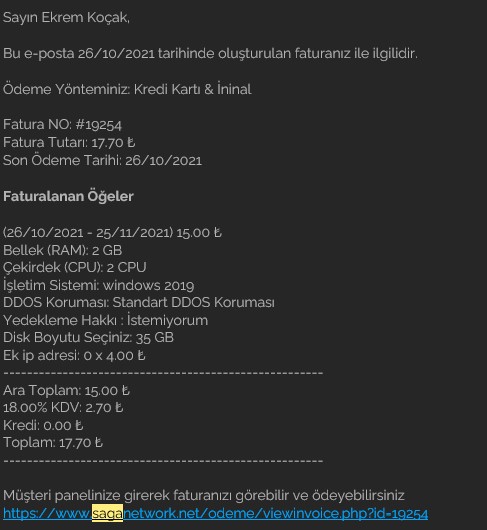 Sayın Ekrem Koçak,
Bu e-posta 26/10/2021 tarihinde oluşturulan faturanız ile ilgilidir.
Ödeme Yönteminiz: Kredi Kartı & İninal
Fatura NO: #19254
Fatura Tutarı: 17.70 ₺
Son Ödeme Tarihi: 26/10/2021
Faturalanan Öğeler
(26/10/2021 - 25/11/2021) 15.00 ₺
Bellek (RAM): 2 GB
Çekirdek (CPU): 2 CPU
İşletim Sistemi: windows 2019
DDOS Koruması: Standart DDOS Koruması
Yedekleme Hakkı : İstemiyorum
Disk Boyutu Seçiniz: 35 GB
Ek ip adresi: 0 x 4.00 ₺
------------------------------------------------------
Ara Toplam: 15.00 ₺
18.00% KDV: 2.70 ₺
Kredi: 0.00 ₺
Toplam: 17.70 ₺
------------------------------------------------------
Müşteri panelinize girerek faturanızı görebilir ve ödeyebilirsiniz
https://www.saganetwork.net/odeme/viewinvoice.php?id=19254